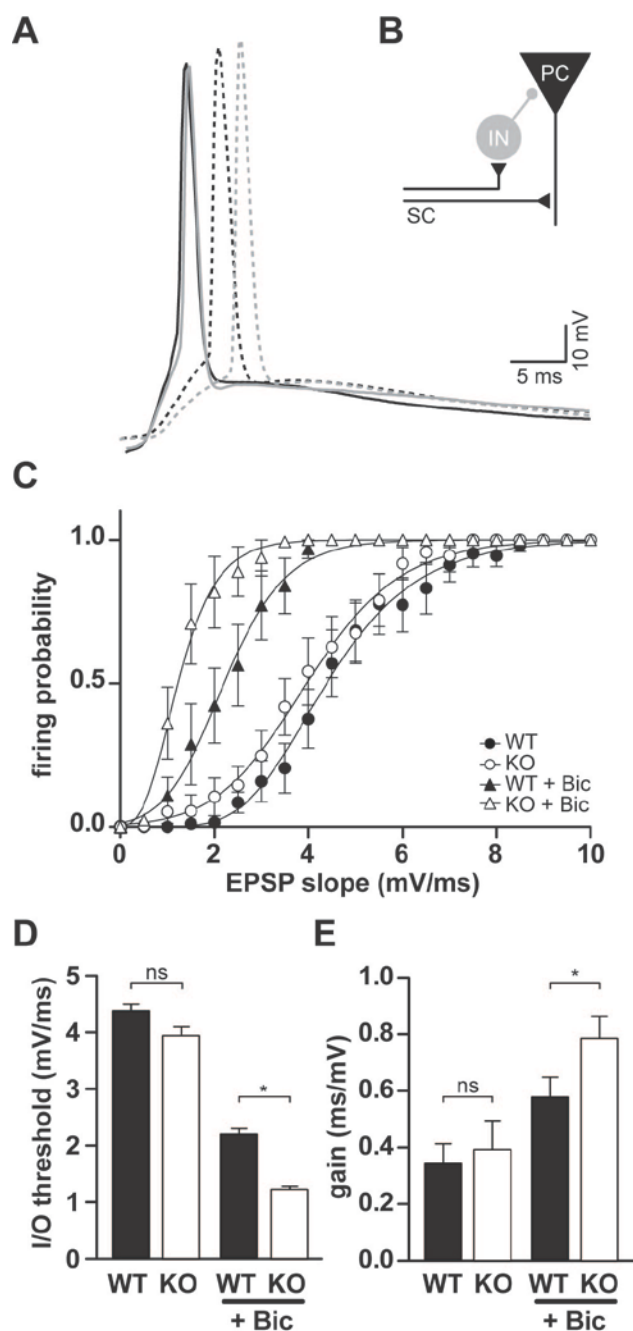 A
B
PC
IN
SC
10 mV
5 ms
C
firing probability
1.0
0.5
0.0
0 2 4 6 8 10
EPSP slope (mV/ms)
WT
KO
WT + Bic
KO + Bic
D
I/O threshold (mV/ms)
5
4
3
2
1
0
ns
*
WT KO WT KO
+ Bic
E
gain (ms/mV)
1.0
0.8
0.6
0.4
0.2
0.0
ns
*
WT KO WT KO
+ Bic